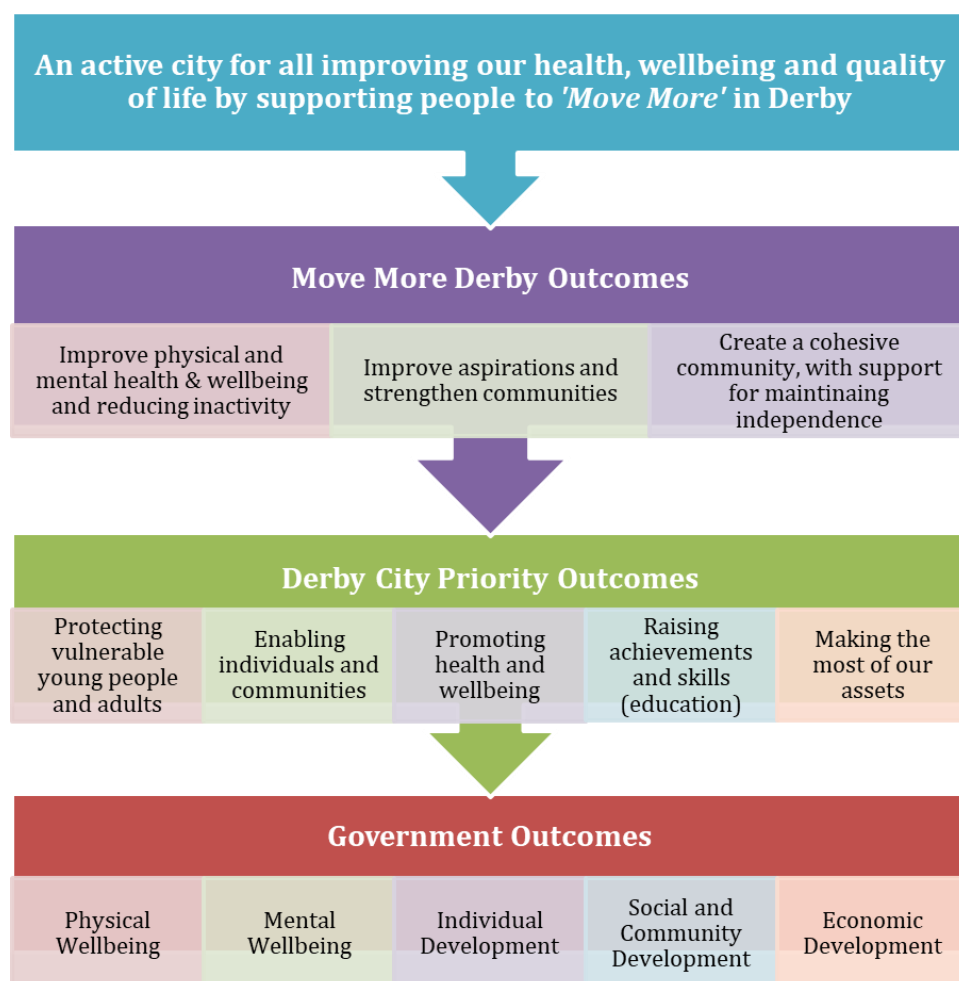 An active city for all improving our health, wellbeing and quality
of life by supporting people to 'Move More' in Derby
Move More Derby Outcomes
Improve physical and
mental health & wellbeing
and reducing inactivity
Improve aspirations and
strengthen communities
Create a cohesive
community, with support
for maintinaing
independence
Derby City Priority Outcomes
Protecting
vulnerable
young people
and adults
Enabling
individuals and
communities
Promoting
health and
wellbeing
Raising
achievements
and skills
(education)
Making the
most of our
assets
Government Outcomes
Physical
Wellbeing
Mental
Wellbeing
Individual
Development
Social and
Community
Development
Economic
Development